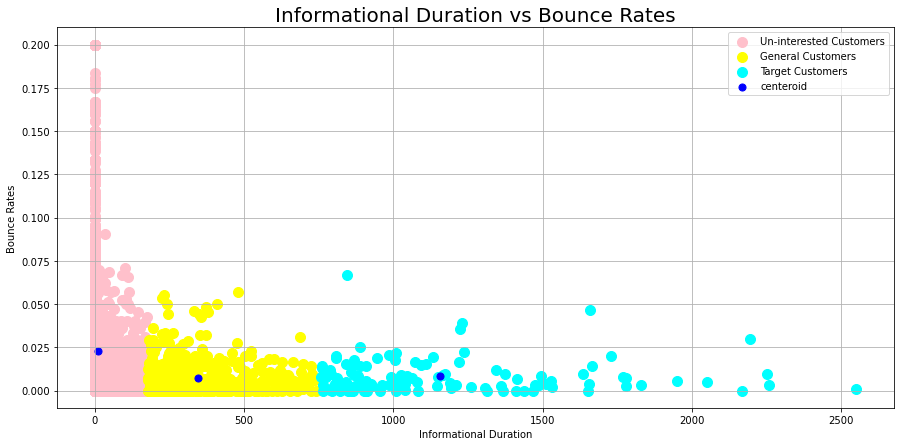 Informational Duration vs Bounce Rates
Un-interested Customers
General Customers
Target Customers
centeroid
0.200
0.175
0.150
0.125
0.100
0.075
0.050
0.025
0.000
Bounce Rates
0 500 1000 1500 2000 2500
Informational Duration